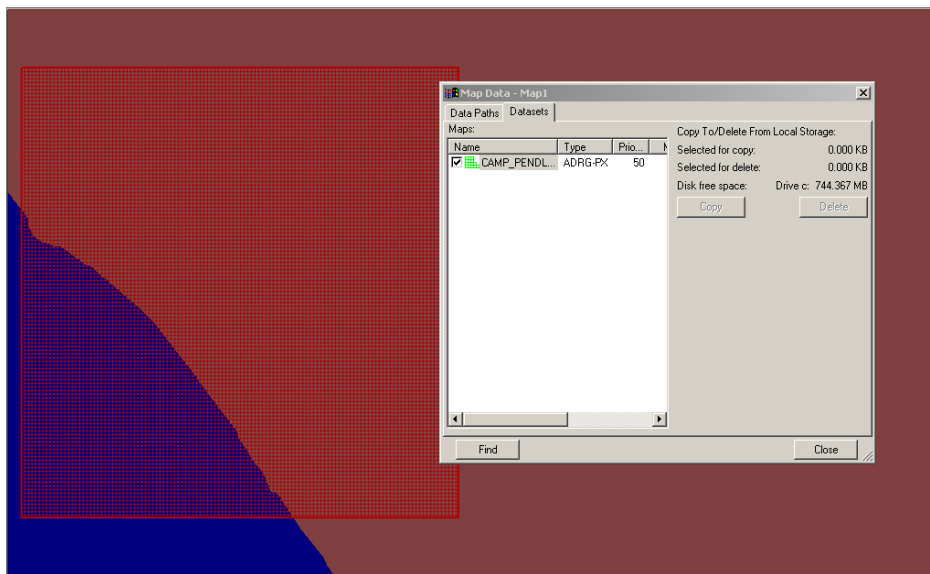 Map Data - Map1
Data Paths Datasets
Maps:
Name Type Prio...
CAMP_PENDL... ADRG-PX 50
Copy To/Delete From Local Storage:
Selected for copy: 0.000 KB
Selected for delete: 0.000 KB
Disk free space: Drive c: 744.367 MB
Copy Delete
Find Close